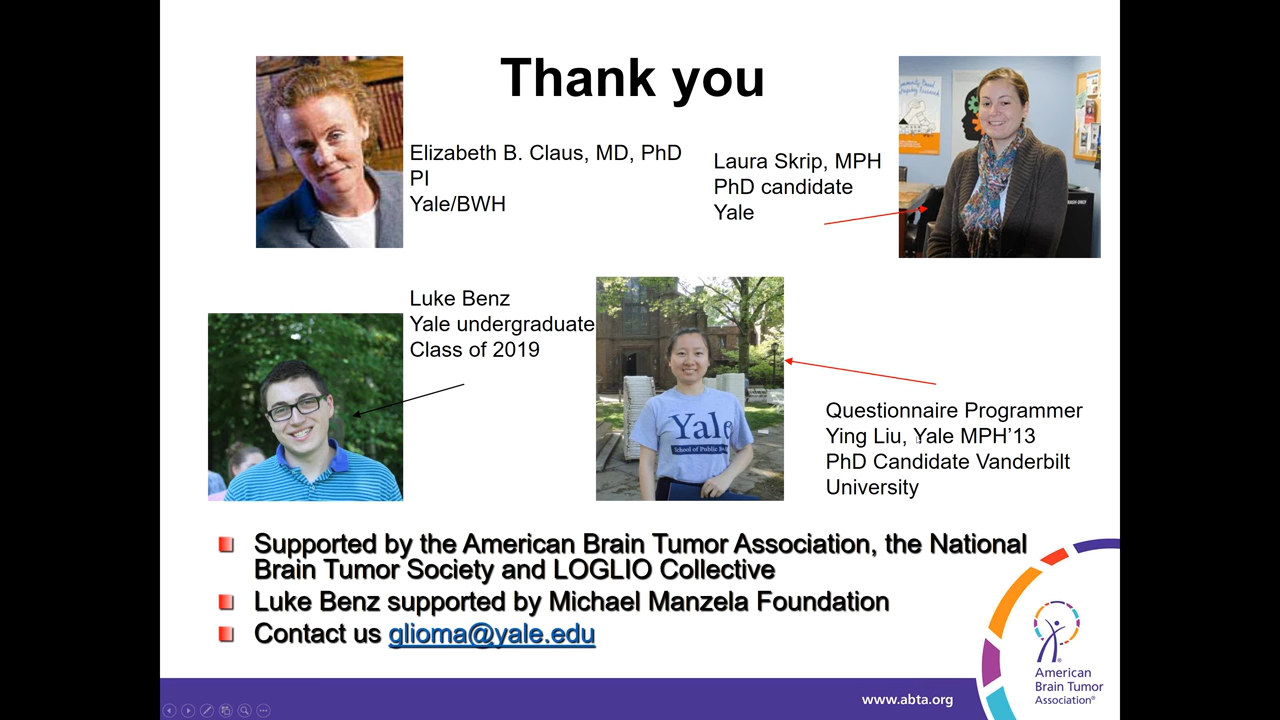 Thank you
Elizabeth B. Claus, MD, PhD
PI
Yale/BWH
Laura Skrip, MPH
PhD candidate
Yale
Luke Benz
Yale undergraduate
Class of 2019
Yale
Questionnaire Programmer
Ying Liu, Yale MPH’13
PhD Candidate Vanderbilt
University
Supported by the American Brain Tumor Association, the National
Brain Tumor Society and LOGLIO Collective
Luke Benz supported by Michael Manzela Foundation
Contact us glioma@yale.edu
www.abta.org
American
Brain Tumor
Association®